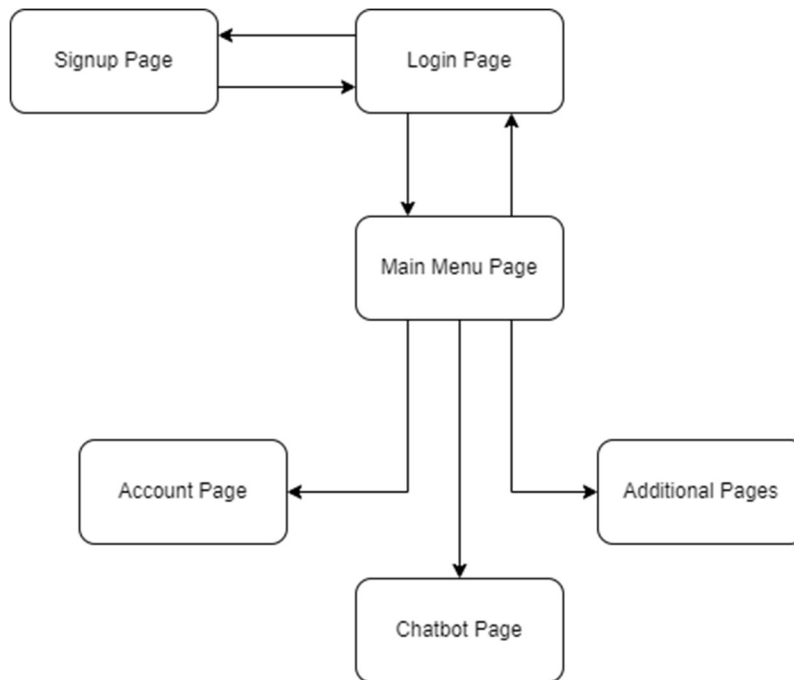 Signup Page
Login Page
Main Menu Page
Account Page
Additional Pages
Chatbot Page